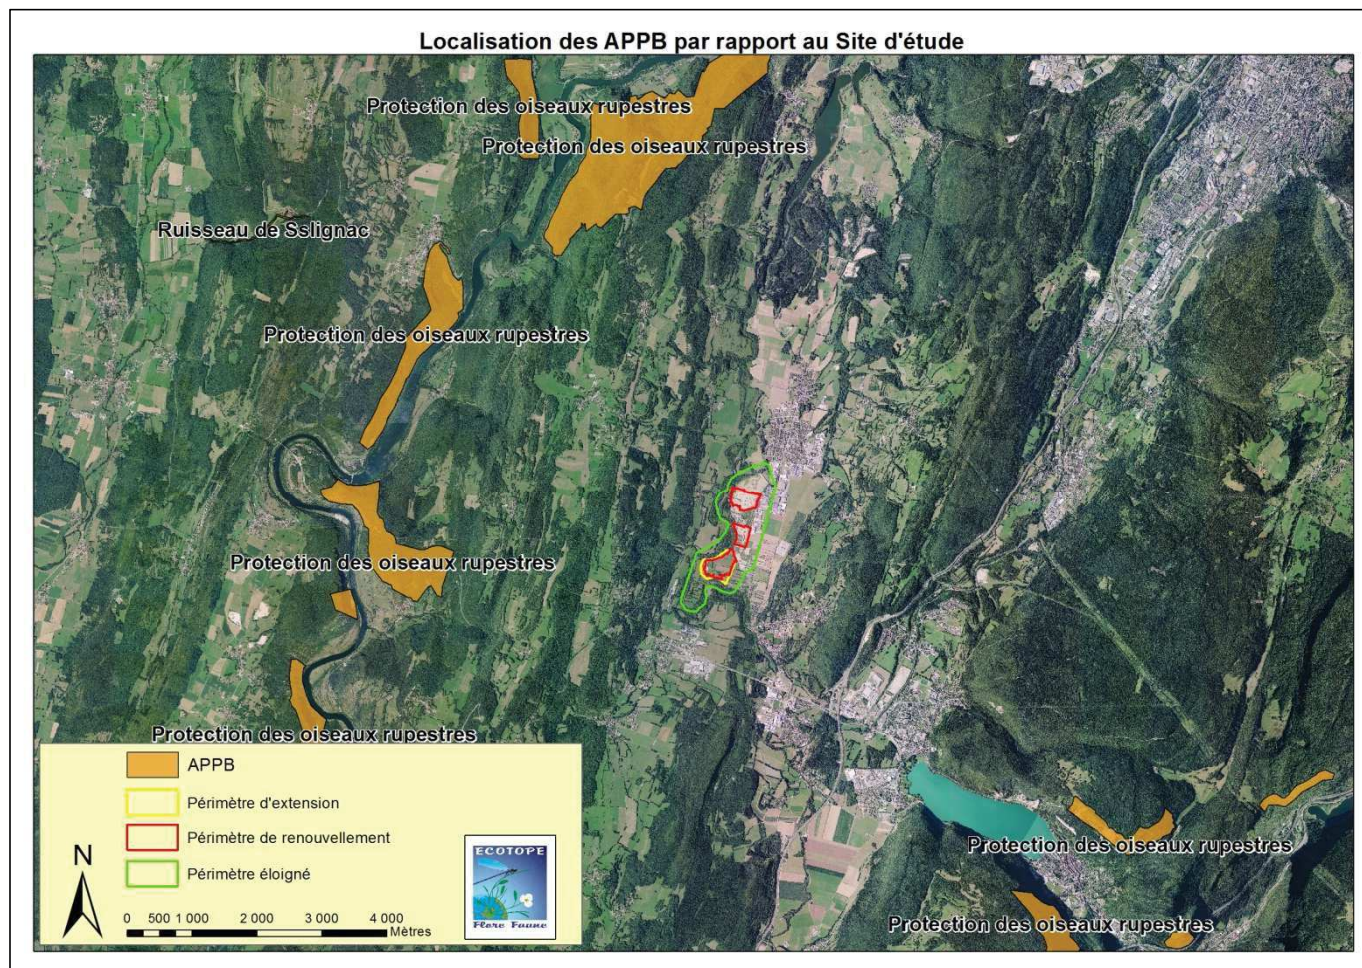 Localisation des APPB par rapport au Site d'étude
Protection des oiseaux rupestres
Protection des oiseaux rupestres
Ruisseau de Sslignac
Protection des oiseaux rupestres
Protection des oiseaux rupestres
Protection des oiseaux rupestres
Protection des oiseaux rupestres
Protection des oiseaux rupestres
APPB
Périmètre d'extension
Périmètre de renouvellement
Périmètre éloigné
N
0 500 1 000 2 000 3 000 4 000
Mètres
ECOTOPE
Flore Faune